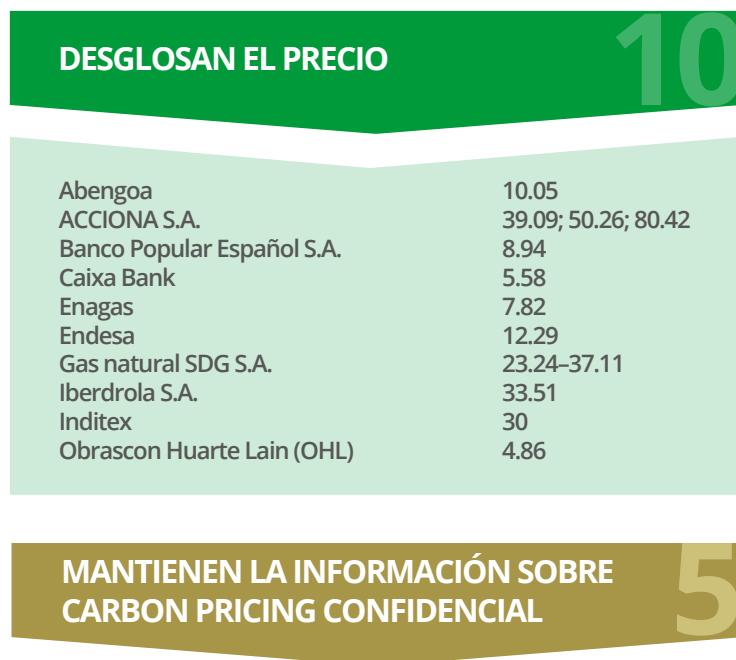 DESGLOSAN EL PRECIO 10
Abengoa 10.05
ACCIONA S.A. 39.09; 50.26; 80.42
Banco Popular Español S.A. 8.94
Caixa Bank 5.58
Enagas 7.82
Endesa 12.29
Gas natural SDG S.A. 23.24–37.11
Iberdrola S.A. 33.51
Inditex 30
Obrascon Huarte Lain (OHL) 4.86
MANTIENEN LA INFORMACIÓN SOBRE 5
CARBON PRICING CONFIDENCIAL